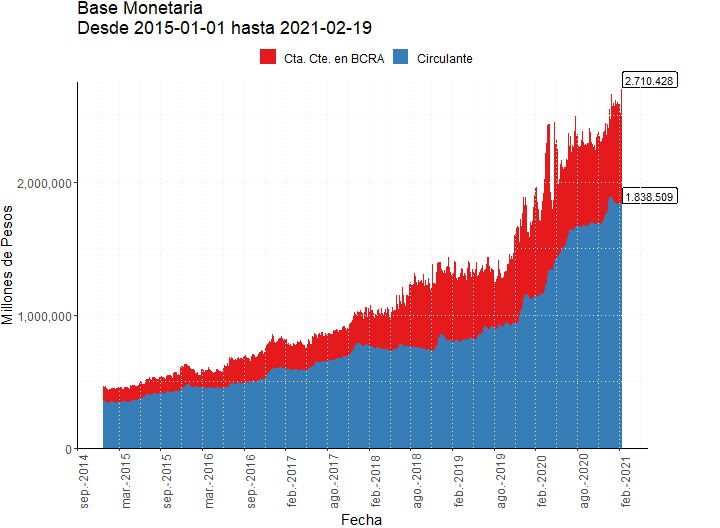 Base Monetaria
Desde 2015-01-01 hasta 2021-02-19
Cta. Cte. en BCRA
Circulante
2.710.428
1.838.509
Millones de Pesos
2,000,000
1,000,000
0
sep.-2014
mar.-2015
sep.-2015
mar.-2016
sep.-2016
feb.-2017
ago.-2017
feb.-2018
ago.-2018
feb.-2019
ago.-2019
feb.-2020
ago.-2020
feb.-2021
Fecha